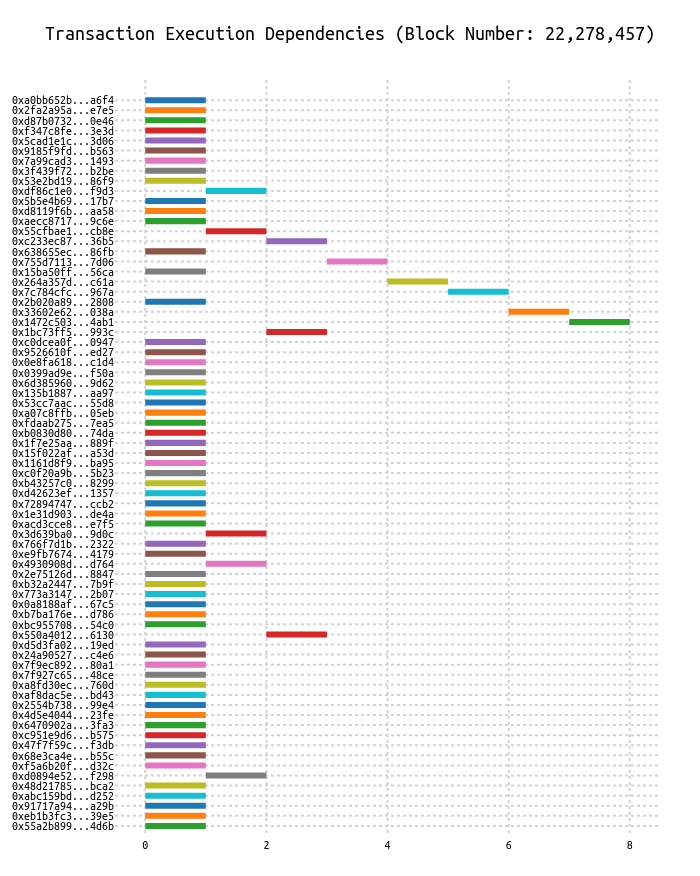 Transaction Execution Dependencies (Block Number: 22,278,457)
0xa0bb652b...a6f4
0x2fa2a95a...e7e5
0xd87b0732...0e46
0xf347c8fe...3e3d
0x5cad1e1c...3d06
0x9185f9fd...b563
0x7a99cad3...1493
0x3f439f72...b2be
0x53e2bd19...86f9
0xdf86c1e0...f9d3
0x5b5e4b69...17b7
0xd8119f6b...aa58
0xaecc8717...9c6e
0x55cfbae1...cb8e
0xc233ec87...36b5
0x638655ec...86fb
0x755d7113...7d06
0x15ba50ff...56ca
0x264a357d...c61a
0x7c784cfc...967a
0x2b020a89...2808
0x33602e62...038a
0x1472c503...4ab1
0x1bc73ff5...993c
0xc0dcea0f...0947
0x9526610f...ed27
0x0e8fa618...c1d4
0x0399ad9e...f50a
0x6d385960...9d62
0x135b1887...aa97
0x53cc7aac...55d8
0xa07c8ffb...05eb
0xfdaab275...7ea5
0xb0830d80...74da
0x1f7e25aa...889f
0x15f022af...a53d
0x1161d8f9...ba95
0xc0f20a9b...5b23
0xb43257c0...8299
0xd42623ef...1357
0x72894747...ccb2
0x1e31d903...de4a
0xacd3cce8...e7f5
0x3d639ba0...9d0c
0x766f7d1b...2322
0xe9fb7674...4179
0x4930908d...d764
0x2e75126d...8847
0xb32a2447...7b9f
0x773a3147...2b07
0x0a8188af...67c5
0xb7ba176e...d786
0xbc955708...54c0
0x550a4012...6130
0xd5d3fa02...19ed
0x24a90527...c4e6
0x7f9ec892...80a1
0x7f927c65...48ce
0xa8fd30ec...760d
0xaf8dac5e...bd43
0x2554b738...99e4
0x4d5e4044...23fe
0x6470902a...3fa3
0xc951e9d6...b575
0x47f7f59c...f3db
0x68e3ca4e...b55c
0xf5a6b20f...d32c
0xd0894e52...f298
0x48d21785...bca2
0xabc159bd...d252
0x91717a94...a29b
0xeb1b3fc3...39e5
0x55a2b899...4d6b
0 2 4 6 8